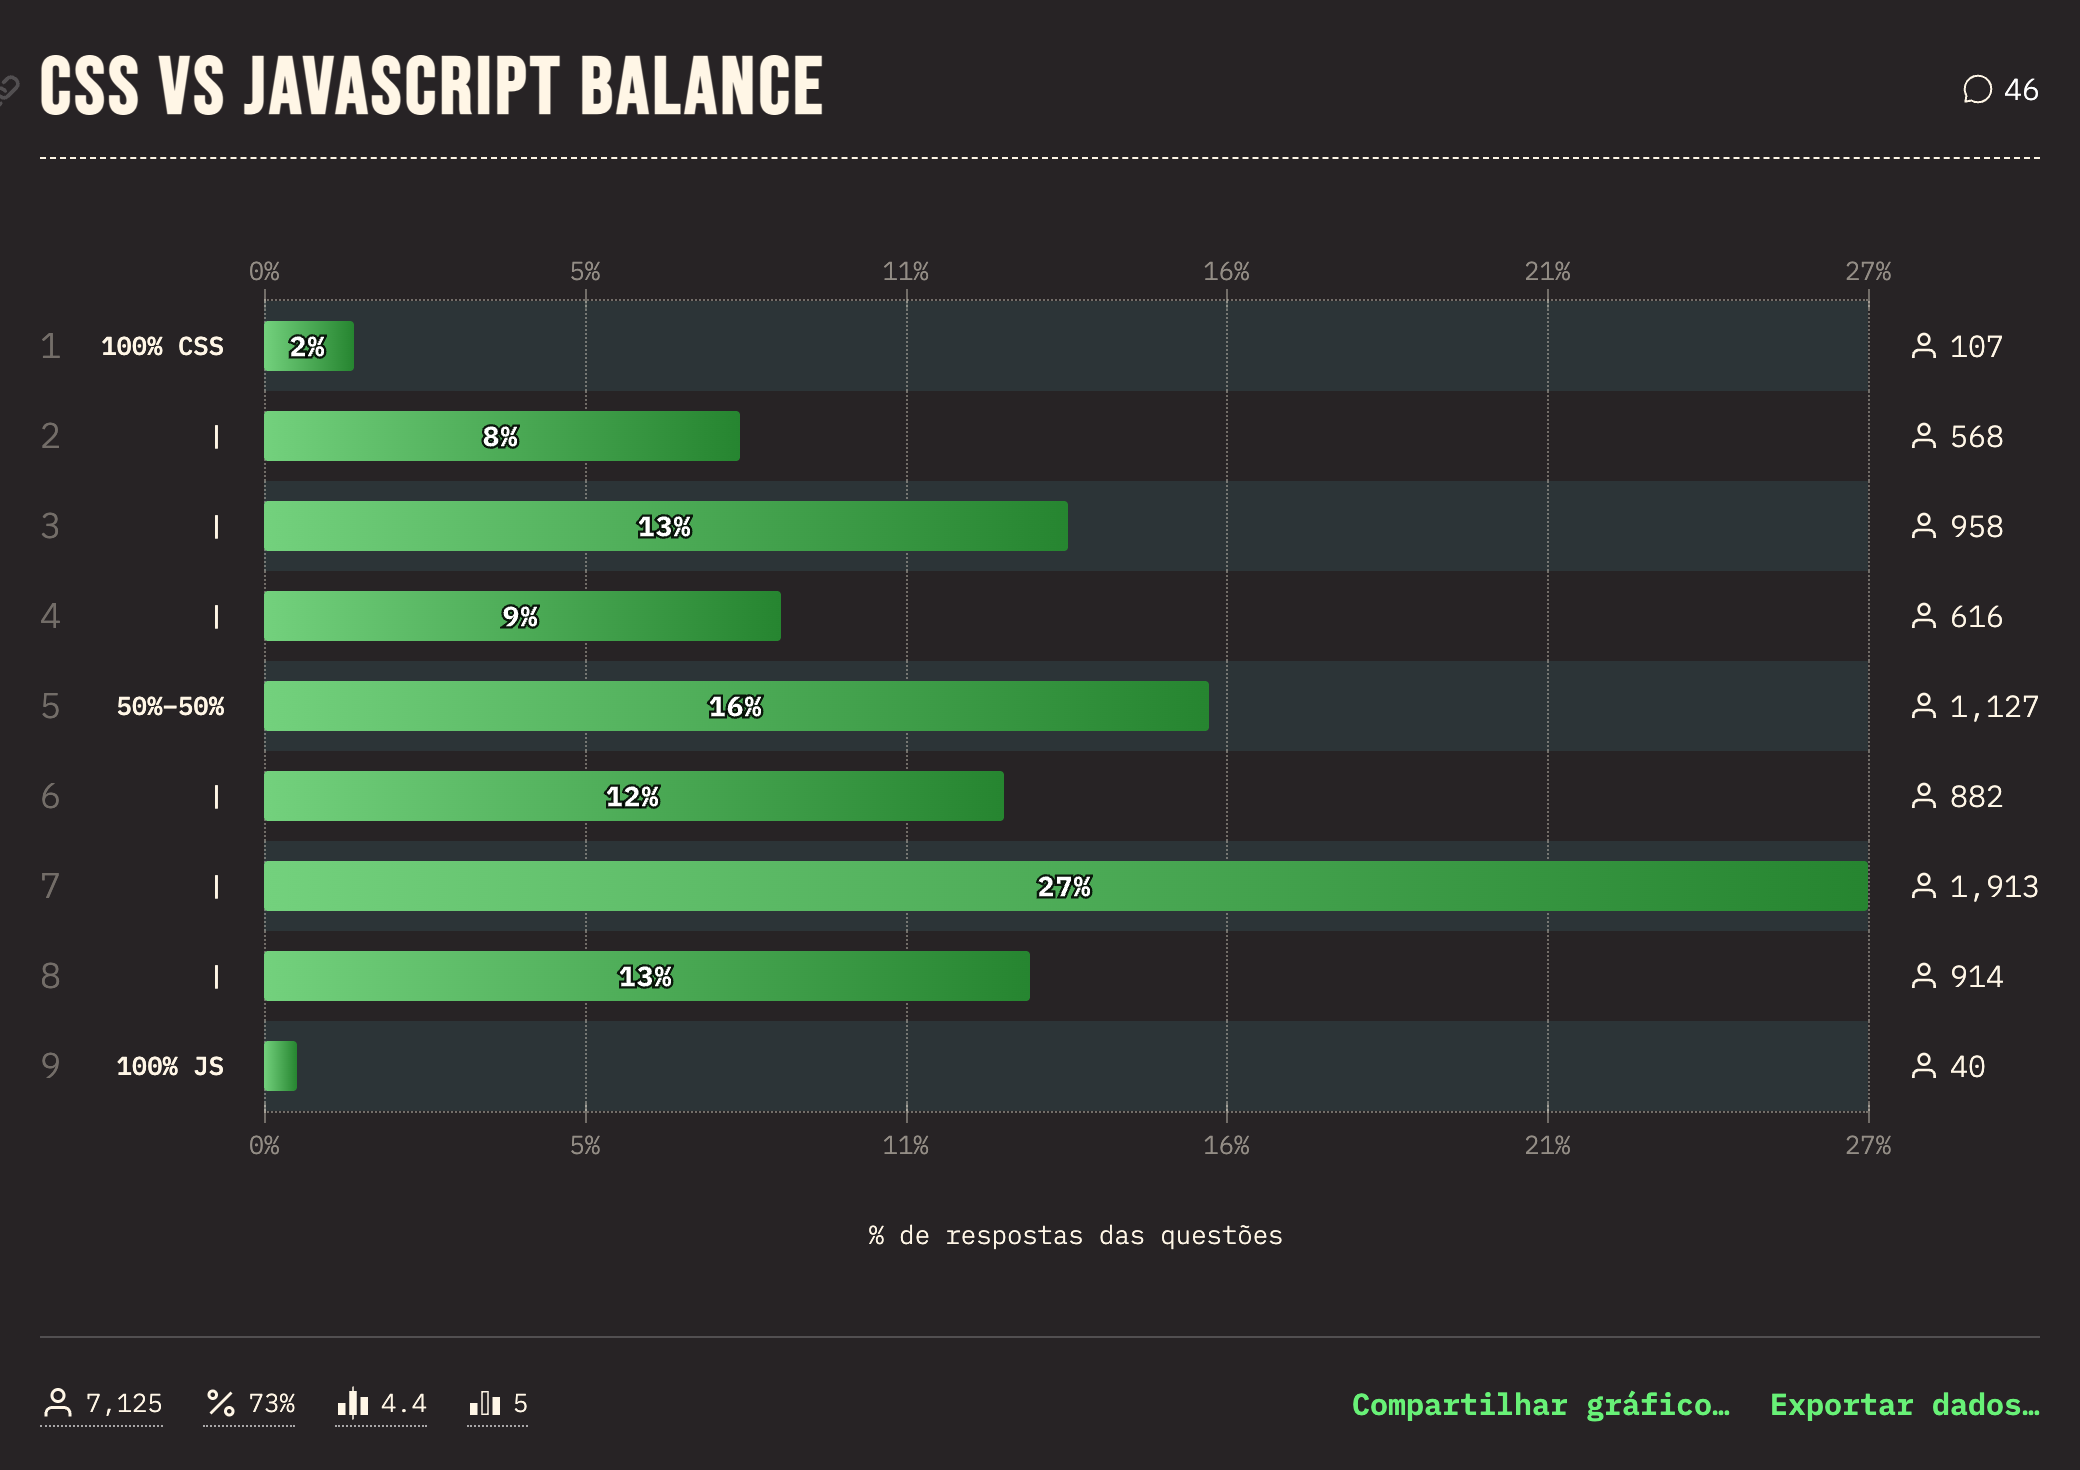 CSS VS JAVASCRIPT BALANCE
46
0% 5% 11% 16% 21% 27%
1 100% CSS 2% 107
2 | 8% 568
3 | 13% 958
4 | 9% 616
5 50%–50% 16% 1,127
6 | 12% 882
7 | 27% 1,913
8 | 13% 914
9 100% JS 40
0% 5% 11% 16% 21% 27%
% de respostas das questões
7,125 73% 4.4 5 Compartilhar gráfico… Exportar dados…